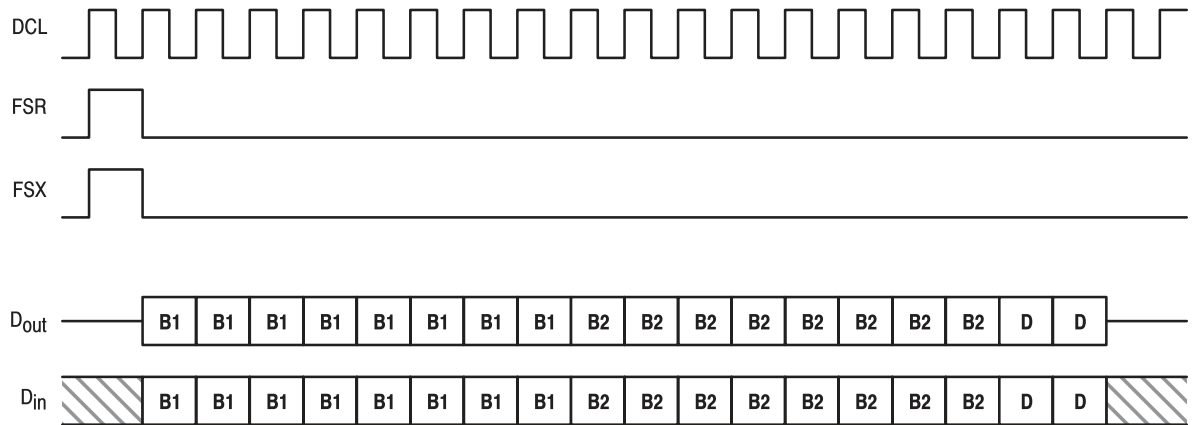 DCL
FSR
FSX
Dout B1 B1 B1 B1 B1 B1 B1 B1 B2 B2 B2 B2 B2 B2 B2 B2 D D
Din B1 B1 B1 B1 B1 B1 B1 B1 B2 B2 B2 B2 B2 B2 B2 B2 D D